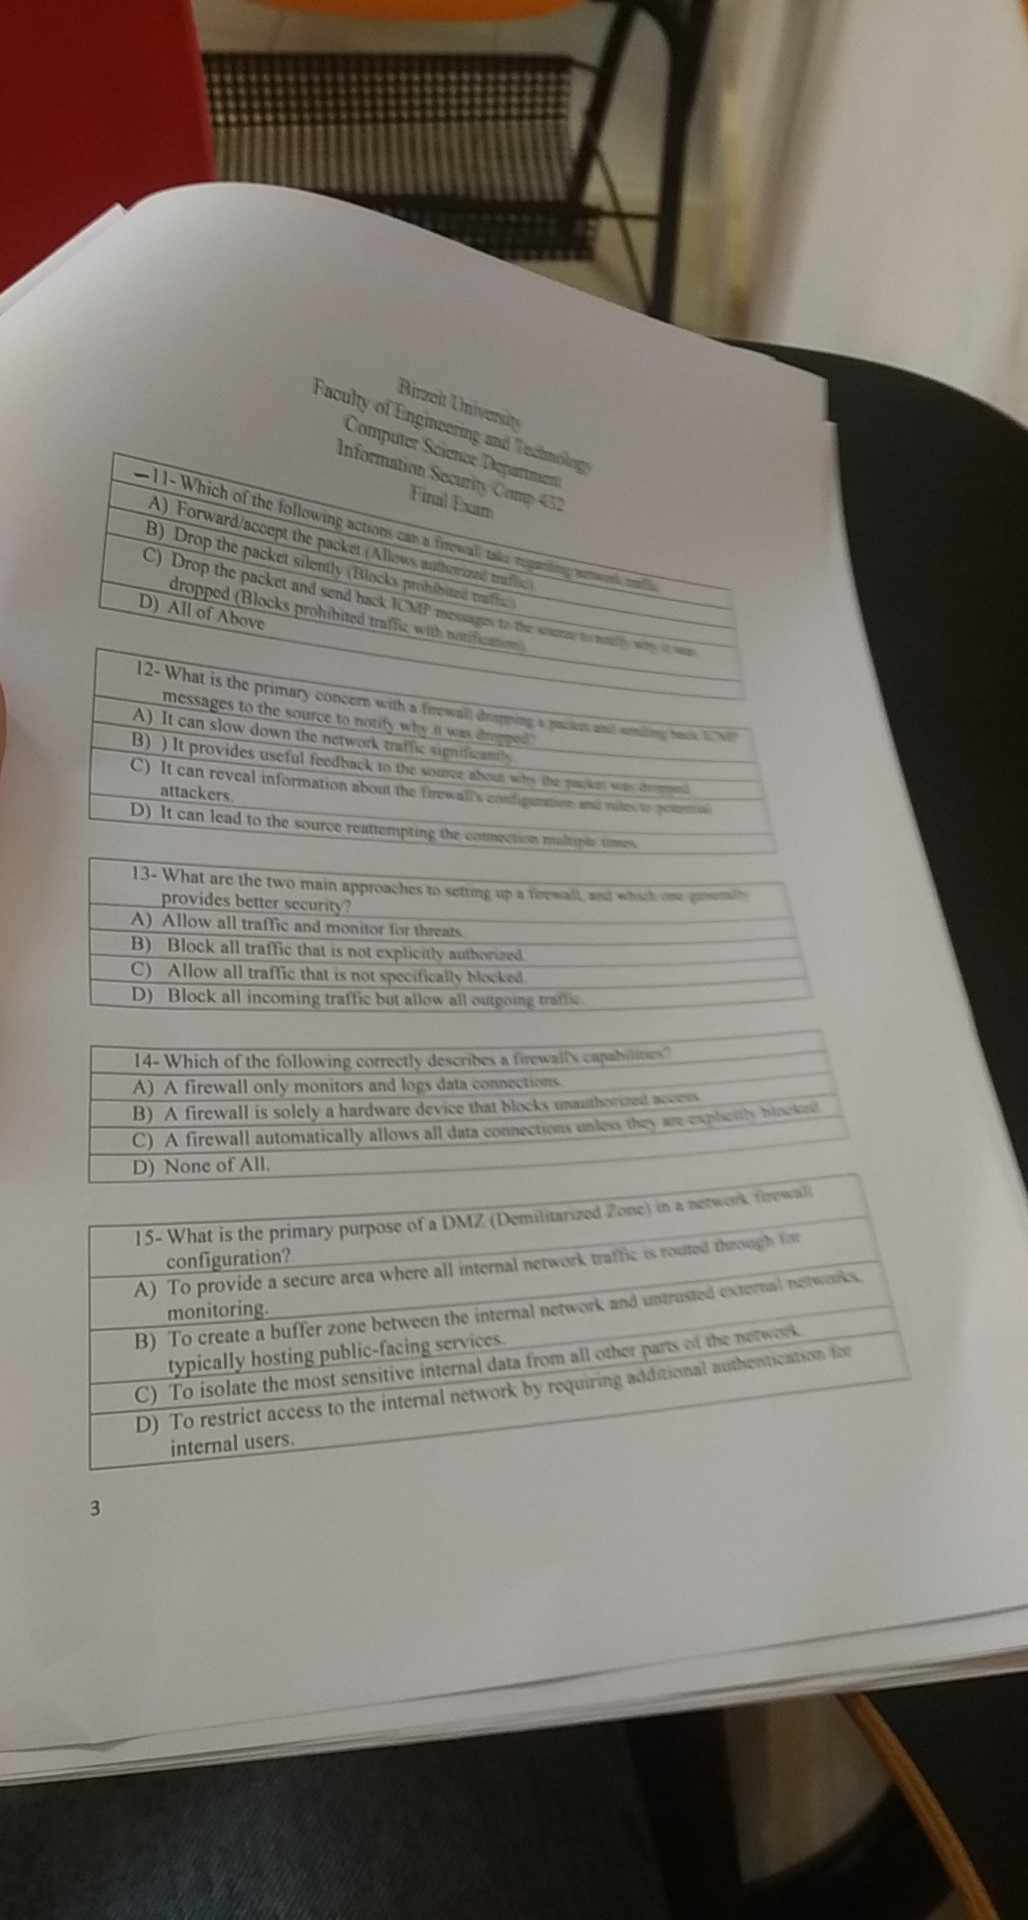 Birzeit University
Faculty of Engineering and Technology
Computer Science Department
Information Security Comp 432
Final Exam
11- Which of the following actions can a firewall take regarding network traffic
A) Forward/accept the packet (Allows authorized traffic)
B) Drop the packet silently (Blocks prohibited traffic)
C) Drop the packet and send back ICMP messages to the source to notify why it was
dropped (Blocks prohibited traffic with notification)
D) All of Above
12- What is the primary concern with a firewall dropping a packet and sending back ICMP
messages to the source to notify why it was dropped?
A) It can slow down the network traffic significantly
B) ) It provides useful feedback to the source about why the packet was dropped
C) It can reveal information about the firewall's configuration and rules to potential
attackers.
D) It can lead to the source reattempting the connection multiple times.
13- What are the two main approaches to setting up a firewall, and which one generally
provides better security?
A) Allow all traffic and monitor for threats.
B) Block all traffic that is not explicitly authorized.
C) Allow all traffic that is not specifically blocked.
D) Block all incoming traffic but allow all outgoing traffic.
14- Which of the following correctly describes a firewall's capabilities?
A) A firewall only monitors and logs data connections.
B) A firewall is solely a hardware device that blocks unauthorized access.
C) A firewall automatically allows all data connections unless they are explicitly blocked.
D) None of All.
15- What is the primary purpose of a DMZ (Demilitarized Zone) in a network firewall
configuration?
A) To provide a secure area where all internal network traffic is routed through for
monitoring.
B) To create a buffer zone between the internal network and untrusted external networks,
typically hosting public-facing services.
C) To isolate the most sensitive internal data from all other parts of the network.
D) To restrict access to the internal network by requiring additional authentication for
internal users.
3